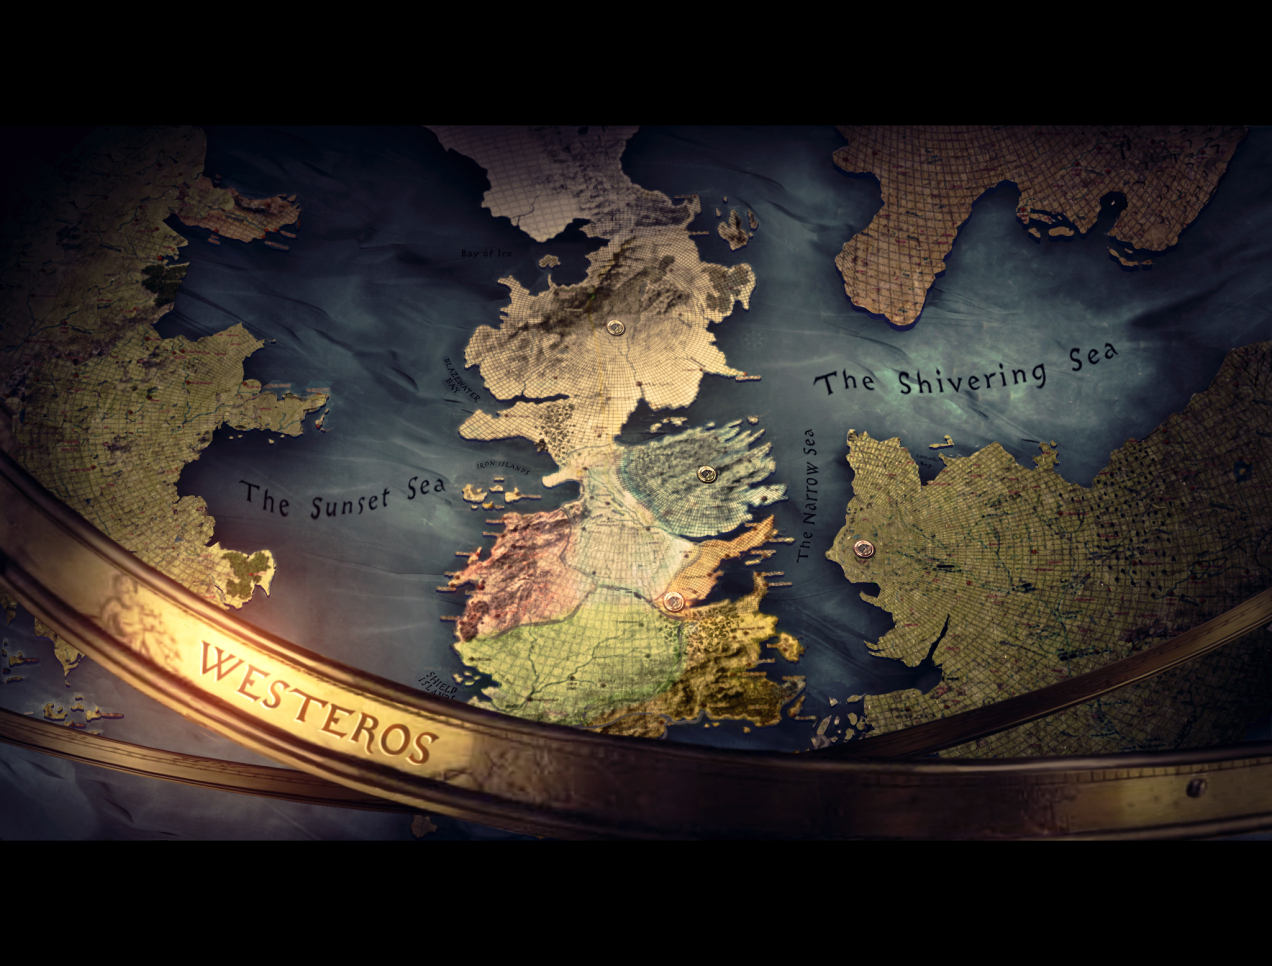 Bay of Ice
BLAZEWATER
BAY
The Shivering Sea
The Narrow Sea
IRON ISLANDS
The Sunset Sea
SHIELD
ISLANDS
WESTEROS